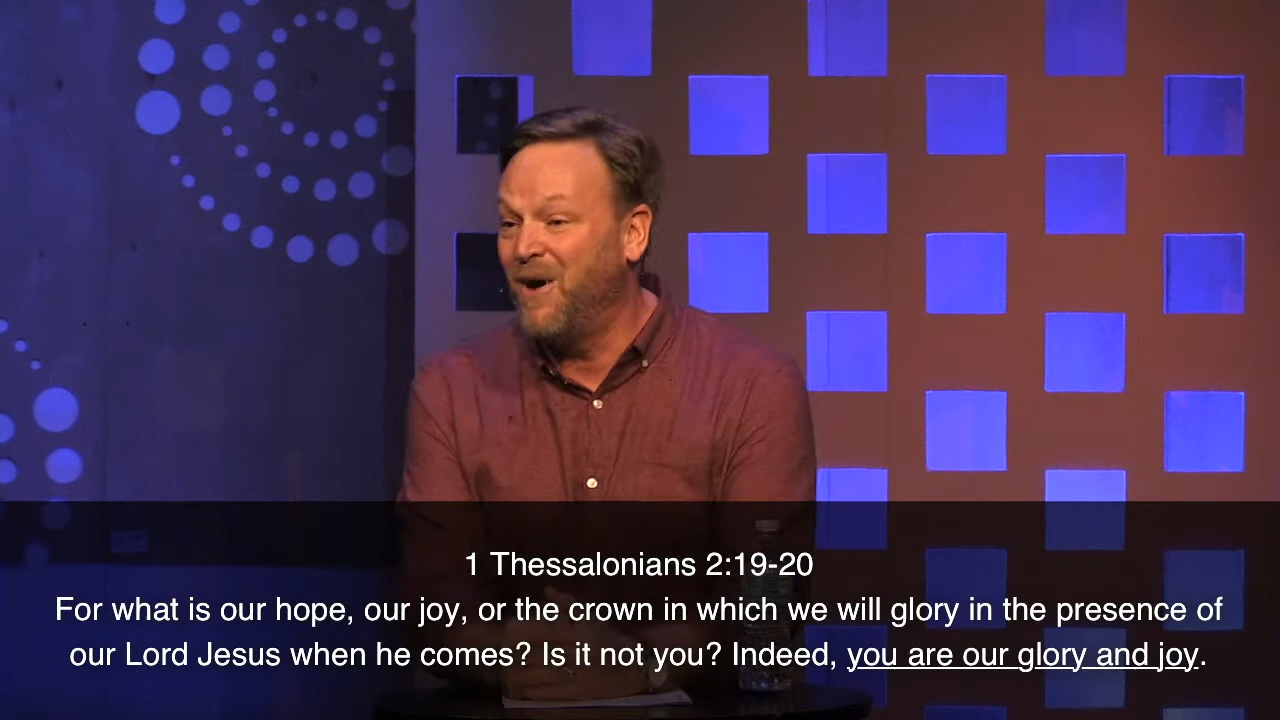 1 Thessalonians 2:19-20
For what is our hope, our joy, or the crown in which we will glory in the presence of
our Lord Jesus when he comes? Is it not you? Indeed, you are our glory and joy.